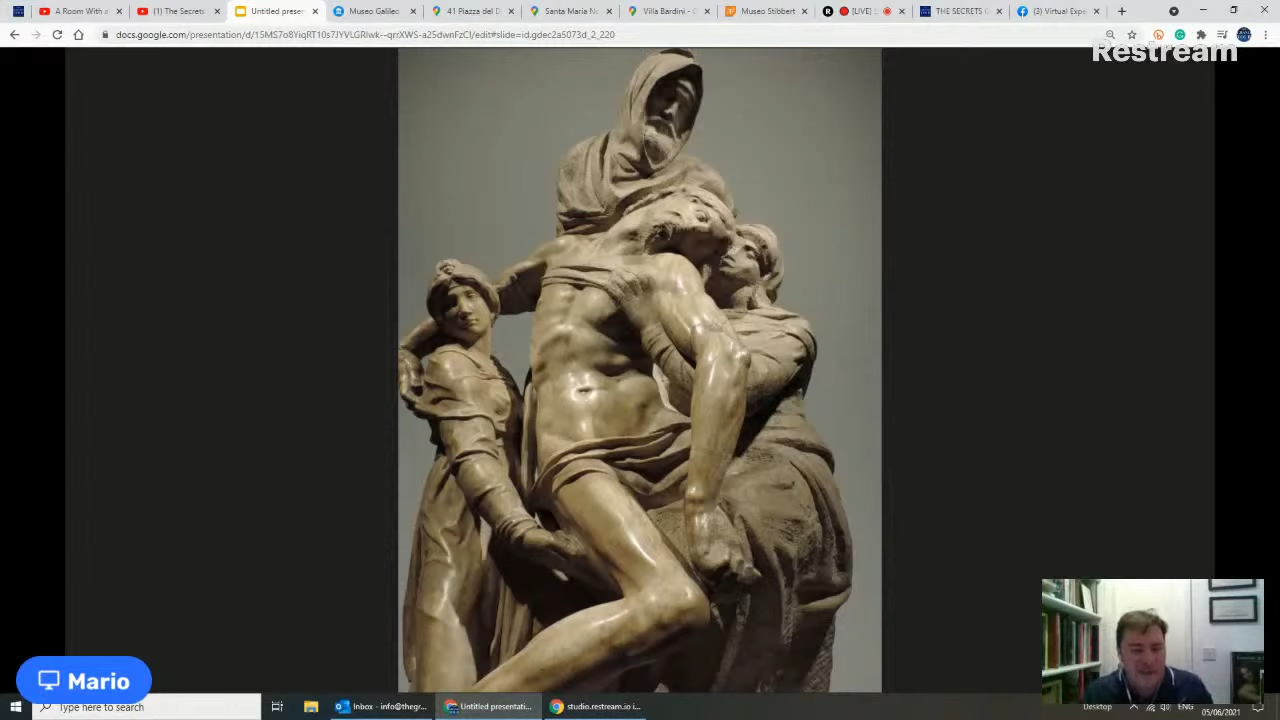 A Room With a
(1) The Secrets
Untitled presen
Museo Galileo
41 Piazza del D
Santa Maria No
Villa Bardini - G
Museo Stibbert
[LIVE] L
THE SECRETS O
(3) Virtual Expe
docs.google.com/presentation/d/15MS7o8YiqRT10s7JYVLGRlwk--qrrXWS-a25dwnFzCI/edit#slide=id.gdec2a5073d_2_220
Restream
Mario
Type here to search
Inbox - info@thegr...
Untitled presentati...
studio.restream.io i...
Desktop
ENG
05/06/2021